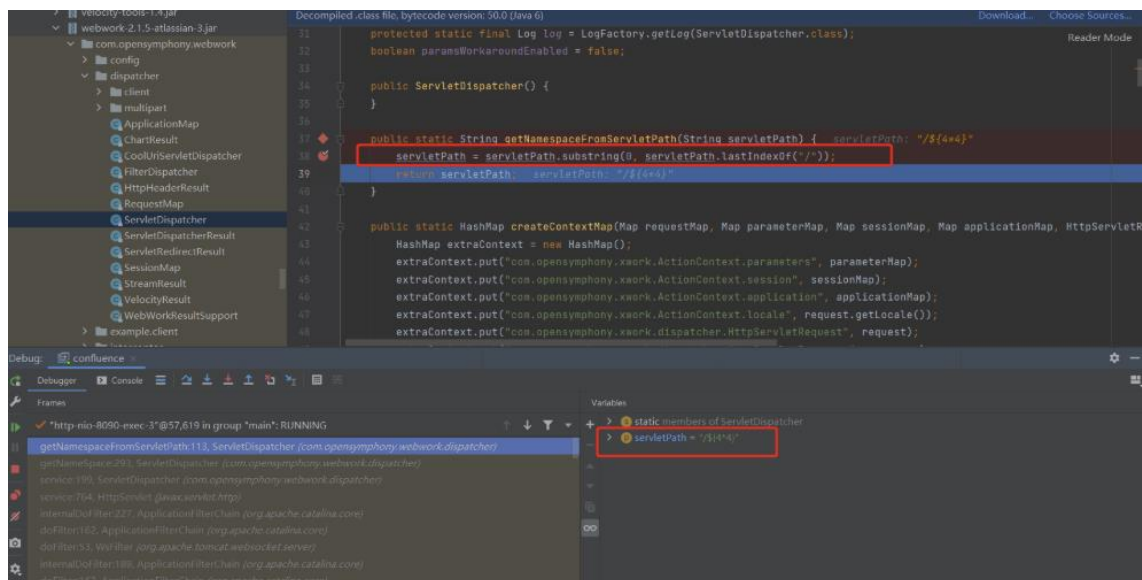 velocity-tools-1.4.jar
webwork-2.1.5-atlassian-3.jar
com.opensymphony.webwork
config
dispatcher
client
multipart
ApplicationMap
ChartResult
CoolUriServletDispatcher
FilterDispatcher
HttpHeaderResult
RequestMap
ServletDispatcher
ServletDispatcherResult
ServletRedirectResult
SessionMap
StreamResult
VelocityResult
WebWorkResultSupport
example.client
Decompiled .class file, bytecode version: 50.0 (Java 6)
Download... Choose Sources...
Reader Mode
31 protected static final Log log = LogFactory.getLog(ServletDispatcher.class);
32 boolean paramsWorkaroundEnabled = false;
33
34 public ServletDispatcher() {
35 }
36
37 public static String getNamespaceFromServletPath(String servletPath) { servletPath: "/${4*4}"
38 servletPath = servletPath.substring(0, servletPath.lastIndexOf("/"));
39 return servletPath; servletPath: "/${4*4}"
40 }
41
42 public static HashMap createContextMap(Map requestMap, Map parameterMap, Map sessionMap, Map applicationMap, HttpServletR
43 HashMap extraContext = new HashMap();
44 extraContext.put("com.opensymphony.xwork.ActionContext.parameters", parameterMap);
45 extraContext.put("com.opensymphony.xwork.ActionContext.session", sessionMap);
46 extraContext.put("com.opensymphony.xwork.ActionContext.application", applicationMap);
47 extraContext.put("com.opensymphony.xwork.ActionContext.locale", request.getLocale());
48 extraContext.put("com.opensymphony.xwork.dispatcher.HttpServletRequest", request);
Debug: confluence
Debugger Console
Frames
"http-nio-8090-exec-3"@57,619 in group "main": RUNNING
getNamespaceFromServletPath:113, ServletDispatcher (com.opensymphony.webwork.dispatcher)
getNameSpace:293, ServletDispatcher (com.opensymphony.webwork.dispatcher)
service:199, ServletDispatcher (com.opensymphony.webwork.dispatcher)
service:764, HttpServlet (javax.servlet.http)
internalDoFilter:227, ApplicationFilterChain (org.apache.catalina.core)
doFilter:162, ApplicationFilterChain (org.apache.catalina.core)
doFilter:53, WsFilter (org.apache.tomcat.websocket.server)
internalDoFilter:189, ApplicationFilterChain (org.apache.catalina.core)
Variables
static members of ServletDispatcher
servletPath = "/${4*4}"